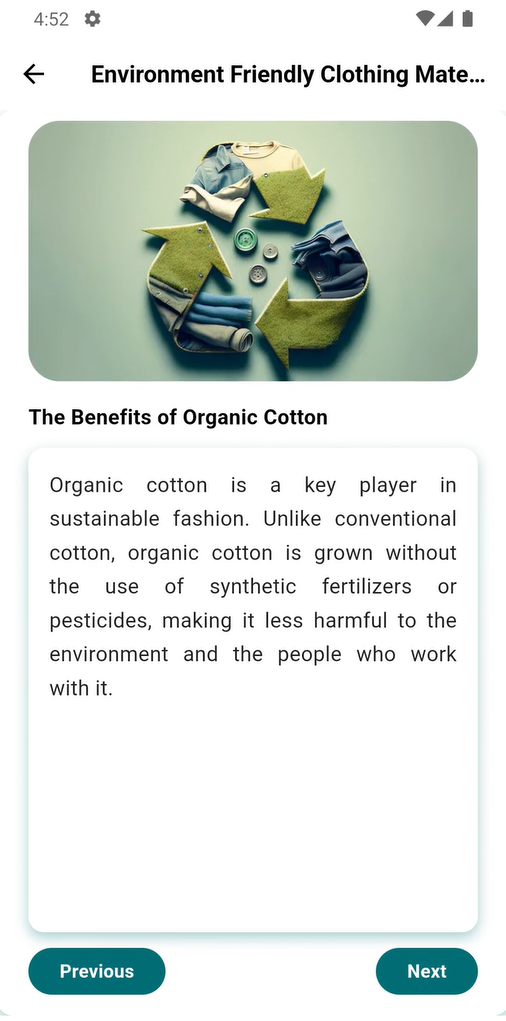 4:52
Environment Friendly Clothing Mate...
The Benefits of Organic Cotton
Organic cotton is a key player in
sustainable fashion. Unlike conventional
cotton, organic cotton is grown without
the use of synthetic fertilizers or
pesticides, making it less harmful to the
environment and the people who work
with it.
Previous
Next